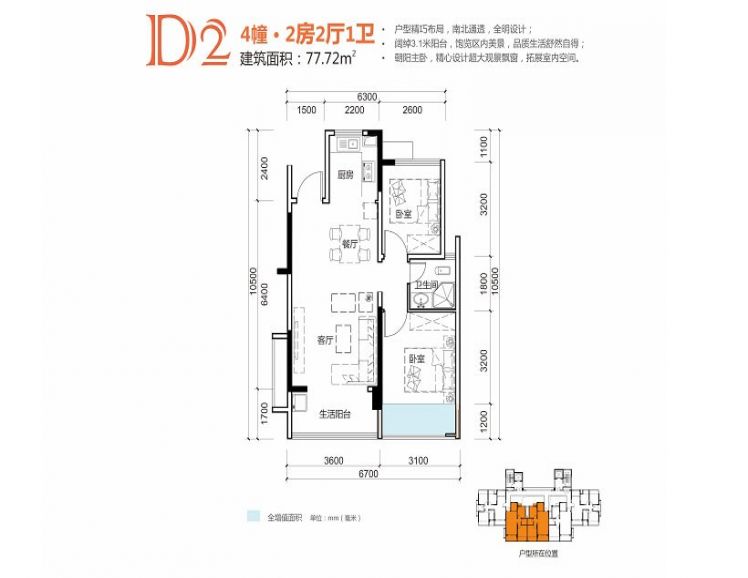 D2
4幢·2房2厅1卫
建筑面积：77.72m²
• 户型精巧布局，南北通透，全明设计；
• 阔绰3.1米阳台，饱览区内美景，品质生活舒然自得；
• 朝阳主卧，精心设计超大观景飘窗，拓展室内空间。
6300
1500 2200 2600
2400
6400
1700
10500
厨房
卧室
餐厅
卫生间
客厅
卧室
生活阳台
1100
3200
1800
3200
1200
10500
3600 3100
6700
全增值面积 单位：mm（毫米）
户型所在位置